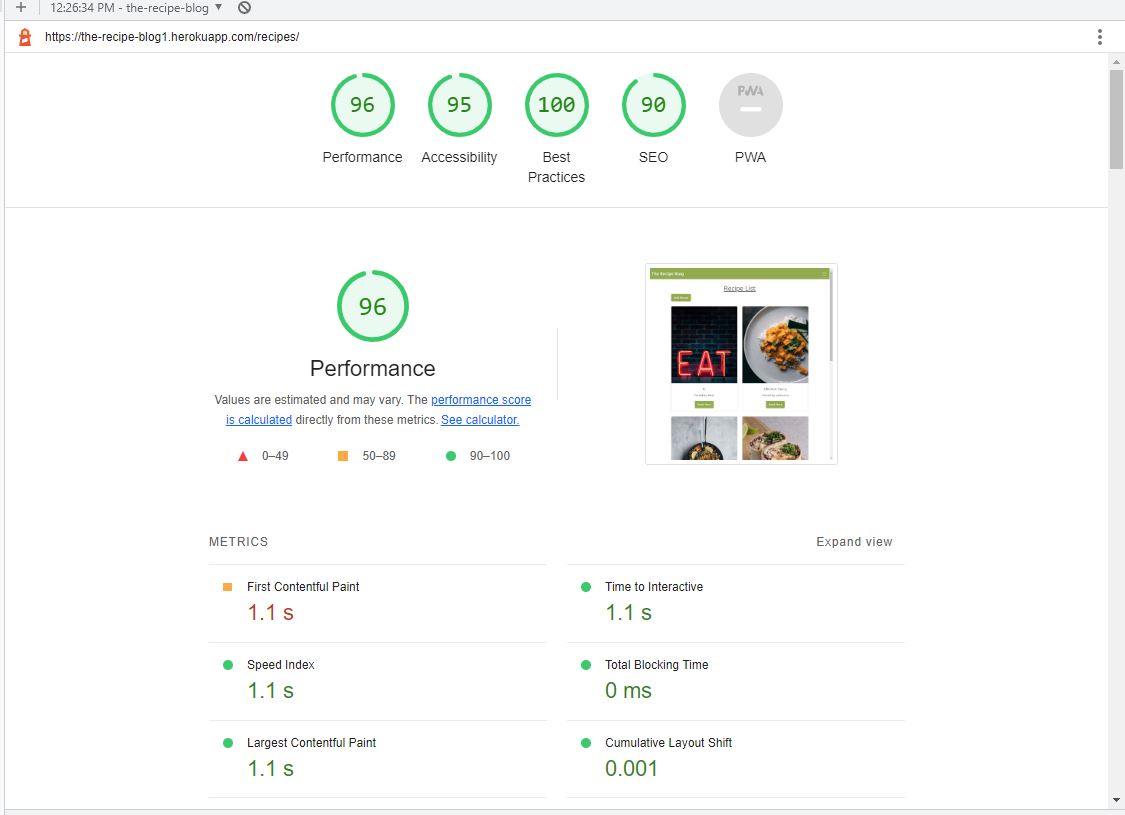 12:26:34 PM - the-recipe-blog
https://the-recipe-blog1.herokuapp.com/recipes/
96
95
100
90
PWA
Performance
Accessibility
Best
Practices
SEO
PWA
96
Performance
Values are estimated and may vary. The performance score
is calculated directly from these metrics. See calculator.
0–49
50–89
90–100
The Recipe Blog
Recipe List
EAT
METRICS
Expand view
First Contentful Paint
1.1 s
Time to Interactive
1.1 s
Speed Index
1.1 s
Total Blocking Time
0 ms
Largest Contentful Paint
1.1 s
Cumulative Layout Shift
0.001